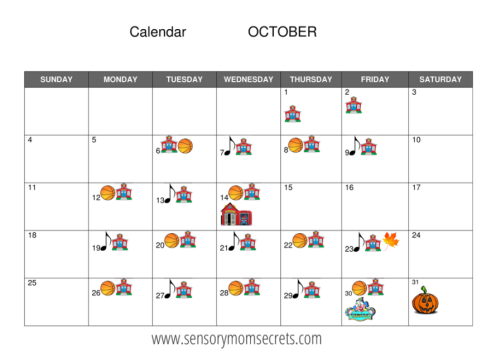 Calendar OCTOBER
SUNDAY MONDAY TUESDAY WEDNESDAY THURSDAY FRIDAY SATURDAY
1 2 3
4 5 6 7 8 9 10
11 12 13 14 15 16 17
18 19 20 21 22 23 24
25 26 27 28 29 30 31
www.sensorymomsecrets.com